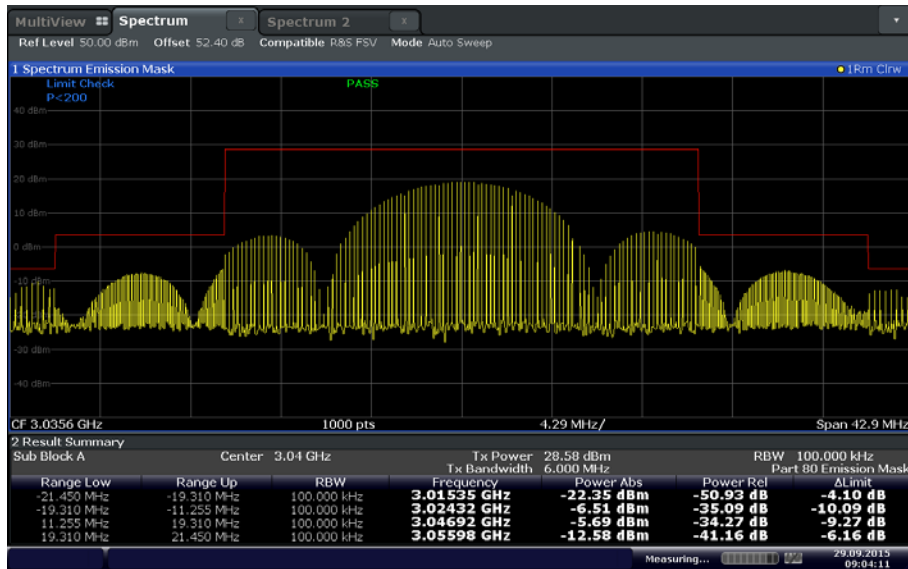 MultiView Spectrum x Spectrum 2 x
Ref Level 50.00 dBm Offset 52.40 dB Compatible R&S FSV Mode Auto Sweep
1 Spectrum Emission Mask 1Rm Clrw
Limit Check PASS
P<200
40 dBm
30 dBm
20 dBm
10 dBm
0 dBm
-10 dBm
-30 dBm
-40 dBm
CF 3.0356 GHz 1000 pts 4.29 MHz/ Span 42.9 MHz
2 Result Summary
Sub Block A Center 3.04 GHz Tx Power 28.58 dBm RBW 100.000 kHz
Tx Bandwidth 6.000 MHz Part 80 Emission Mask
Range Low Range Up RBW Frequency Power Abs Power Rel ΔLimit
-21.450 MHz -19.310 MHz 100.000 kHz 3.01535 GHz -22.35 dBm -50.93 dB -4.10 dB
-19.310 MHz -11.255 MHz 100.000 kHz 3.02432 GHz -6.51 dBm -35.09 dB -10.09 dB
11.255 MHz 19.310 MHz 100.000 kHz 3.04692 GHz -5.69 dBm -34.27 dB -9.27 dB
19.310 MHz 21.450 MHz 100.000 kHz 3.05598 GHz -12.58 dBm -41.16 dB -6.16 dB
Measuring... 29.09.2015
09:04:11